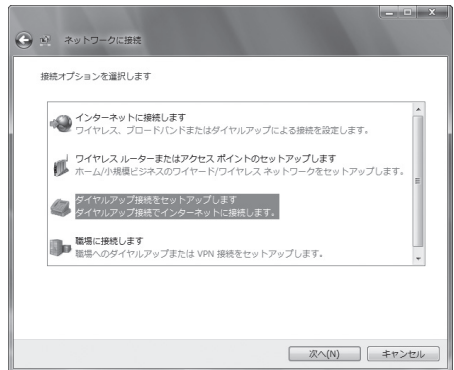 ネットワークに接続
接続オプションを選択します
インターネットに接続します
ワイヤレス、ブロードバンドまたはダイヤルアップによる接続を設定します。
ワイヤレス ルーターまたはアクセス ポイントのセットアップします
ホーム/小規模ビジネスのワイヤード/ワイヤレス ネットワークをセットアップします。
ダイヤルアップ接続をセットアップします
ダイヤルアップ接続でインターネットに接続します。
職場に接続します
職場へのダイヤルアップまたは VPN 接続をセットアップします。
次へ(N)
キャンセル